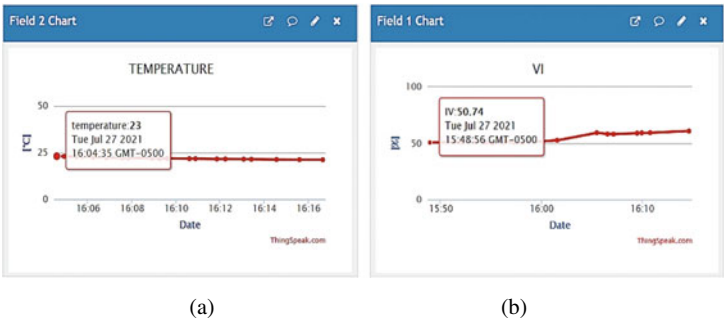 Field 2 Chart
TEMPERATURE
50
25
0
[°C]
temperature:23
Tue Jul 27 2021
16:04:35 GMT-0500
16:06 16:08 16:10 16:12 16:14 16:16
Date
ThingSpeak.com
(a)
Field 1 Chart
VI
100
50
0
[%]
IV:50.74
Tue Jul 27 2021
15:48:56 GMT-0500
15:50 16:00 16:10
Date
ThingSpeak.com
(b)